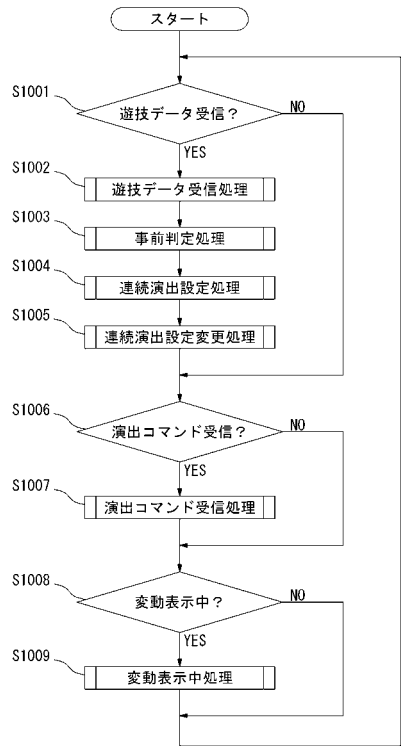 スタート
S1001
遊技データ受信？
NO
YES
S1002
遊技データ受信処理
S1003
事前判定処理
S1004
連続演出設定処理
S1005
連続演出設定変更処理
S1006
演出コマンド受信？
NO
YES
S1007
演出コマンド受信処理
S1008
変動表示中？
NO
YES
S1009
変動表示中処理